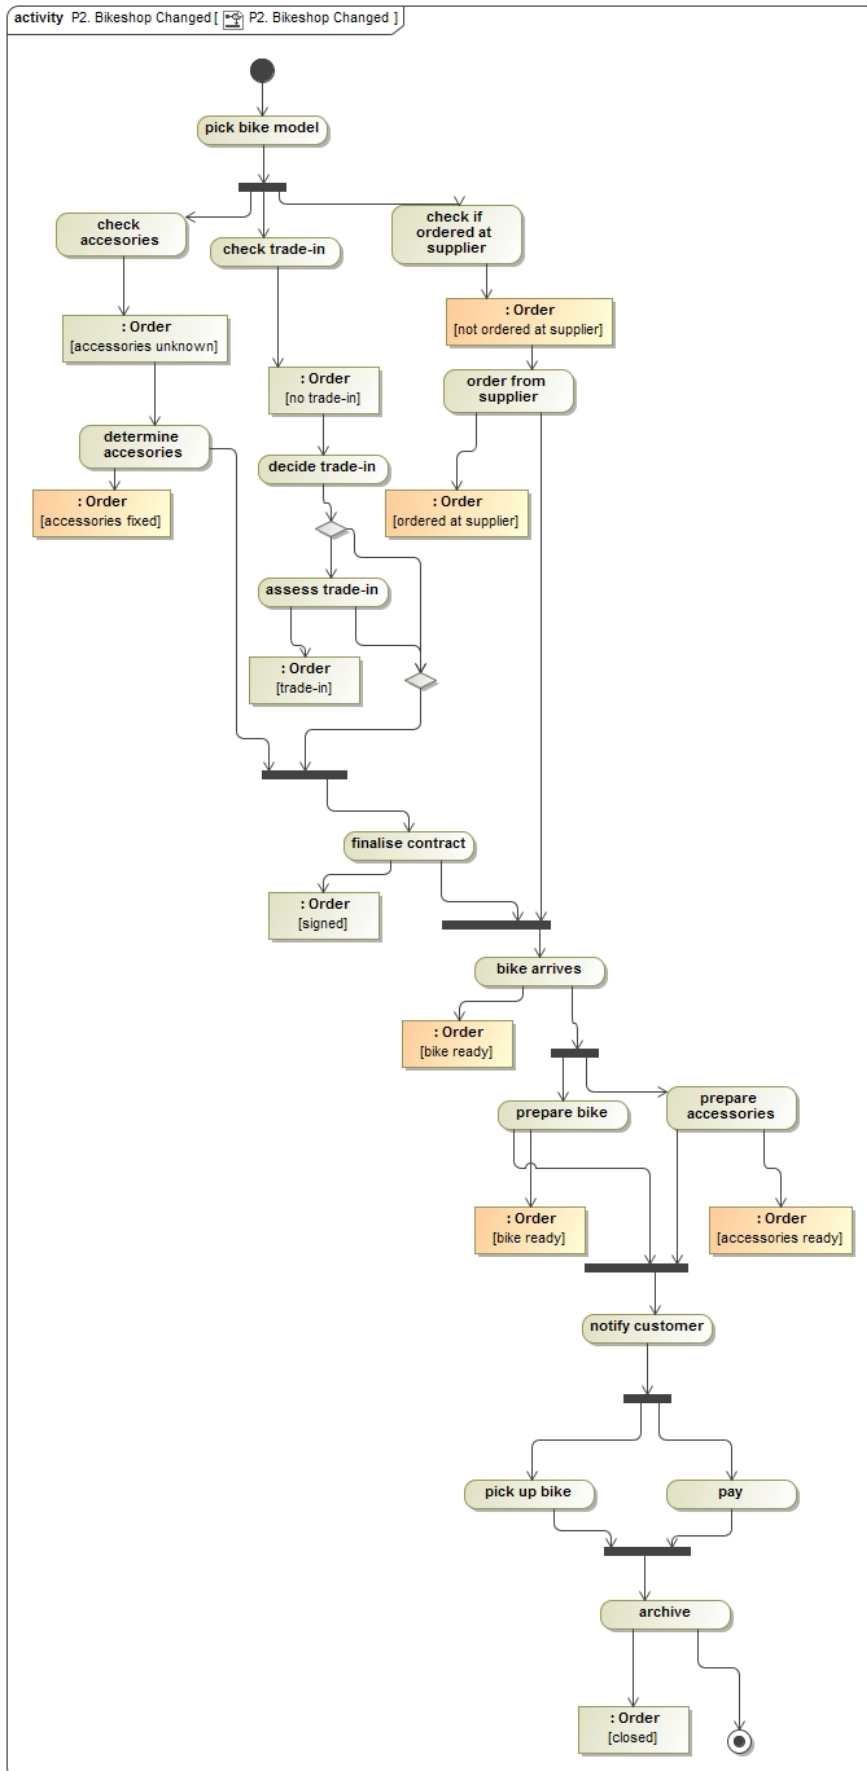 activity P2. Bikeshop Changed [ P2. Bikeshop Changed ]
pick bike model
check
accesories
check trade-in
check if
ordered at
supplier
: Order
[accessories unknown]
: Order
[not ordered at supplier]
: Order
[no trade-in]
order from
supplier
determine
accesories
decide trade-in
: Order
[accessories fixed]
: Order
[ordered at supplier]
assess trade-in
: Order
[trade-in]
finalise contract
: Order
[signed]
bike arrives
: Order
[bike ready]
prepare bike
prepare
accessories
: Order
[bike ready]
: Order
[accessories ready]
notify customer
pick up bike
pay
archive
: Order
[closed]